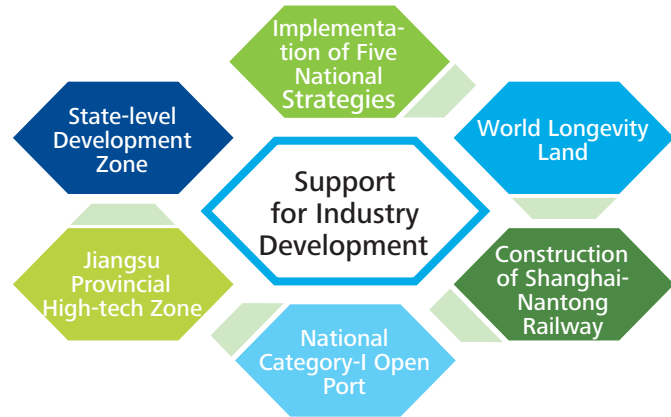 Implementa-
tion of Five
National
Strategies
State-level
Development
Zone
World Longevity
Land
Support
for Industry
Development
Jiangsu
Provincial
High-tech Zone
Construction
of Shanghai-
Nantong
Railway
National
Category-I Open
Port